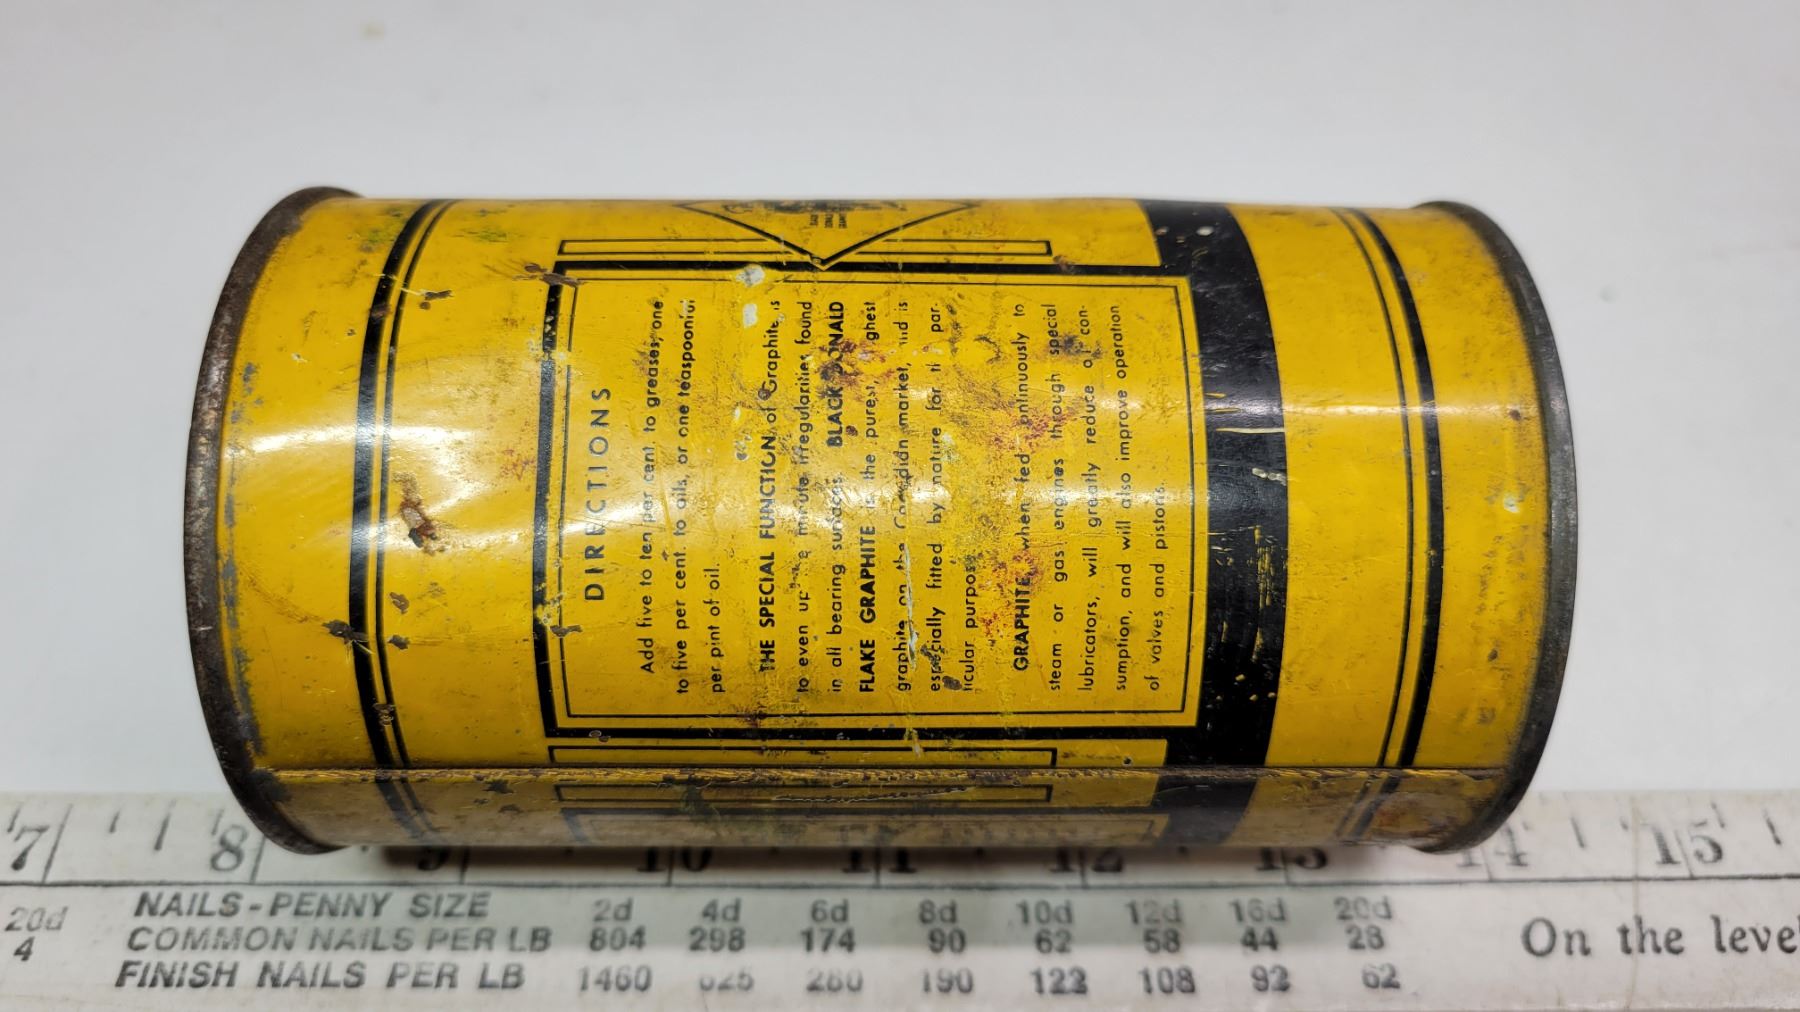 DIRECTIONS
Add five to ten per cent. to greases, one
to five per cent. to oils, or one teaspoonful
per pint of oil.
THE SPECIAL FUNCTION of Graphite is
to even up the minute irregularities found
in all bearing surfaces. BLACK DONALD
FLAKE GRAPHITE is the purest, highest
graphite on the Canadian market, and is
especially fitted by nature for this par-
ticular purpose.
GRAPHITE, when fed continuously to
steam or gas engines through special
lubricators, will greatly reduce oil con-
sumption, and will also improve operation
of valves and pistons.
7 8 9 10 11 12 13 14 15
20d NAILS-PENNY SIZE 2d 4d 6d 8d 10d 12d 16d 20d
4 COMMON NAILS PER LB 804 298 174 90 62 58 44 28
FINISH NAILS PER LB 1460 190 122 108 92 62
On the level